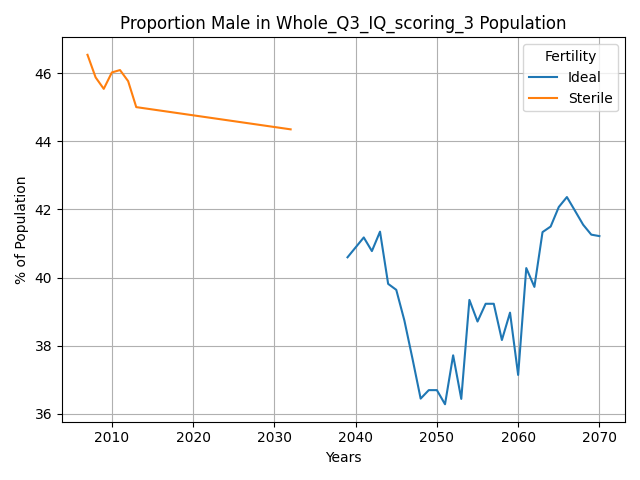 Proportion Male in Whole_Q3_IQ_scoring_3 Population
Fertility
Ideal
Sterile
% of Population
46
44
42
40
38
36
2010
2020
2030
2040
2050
2060
2070
Years